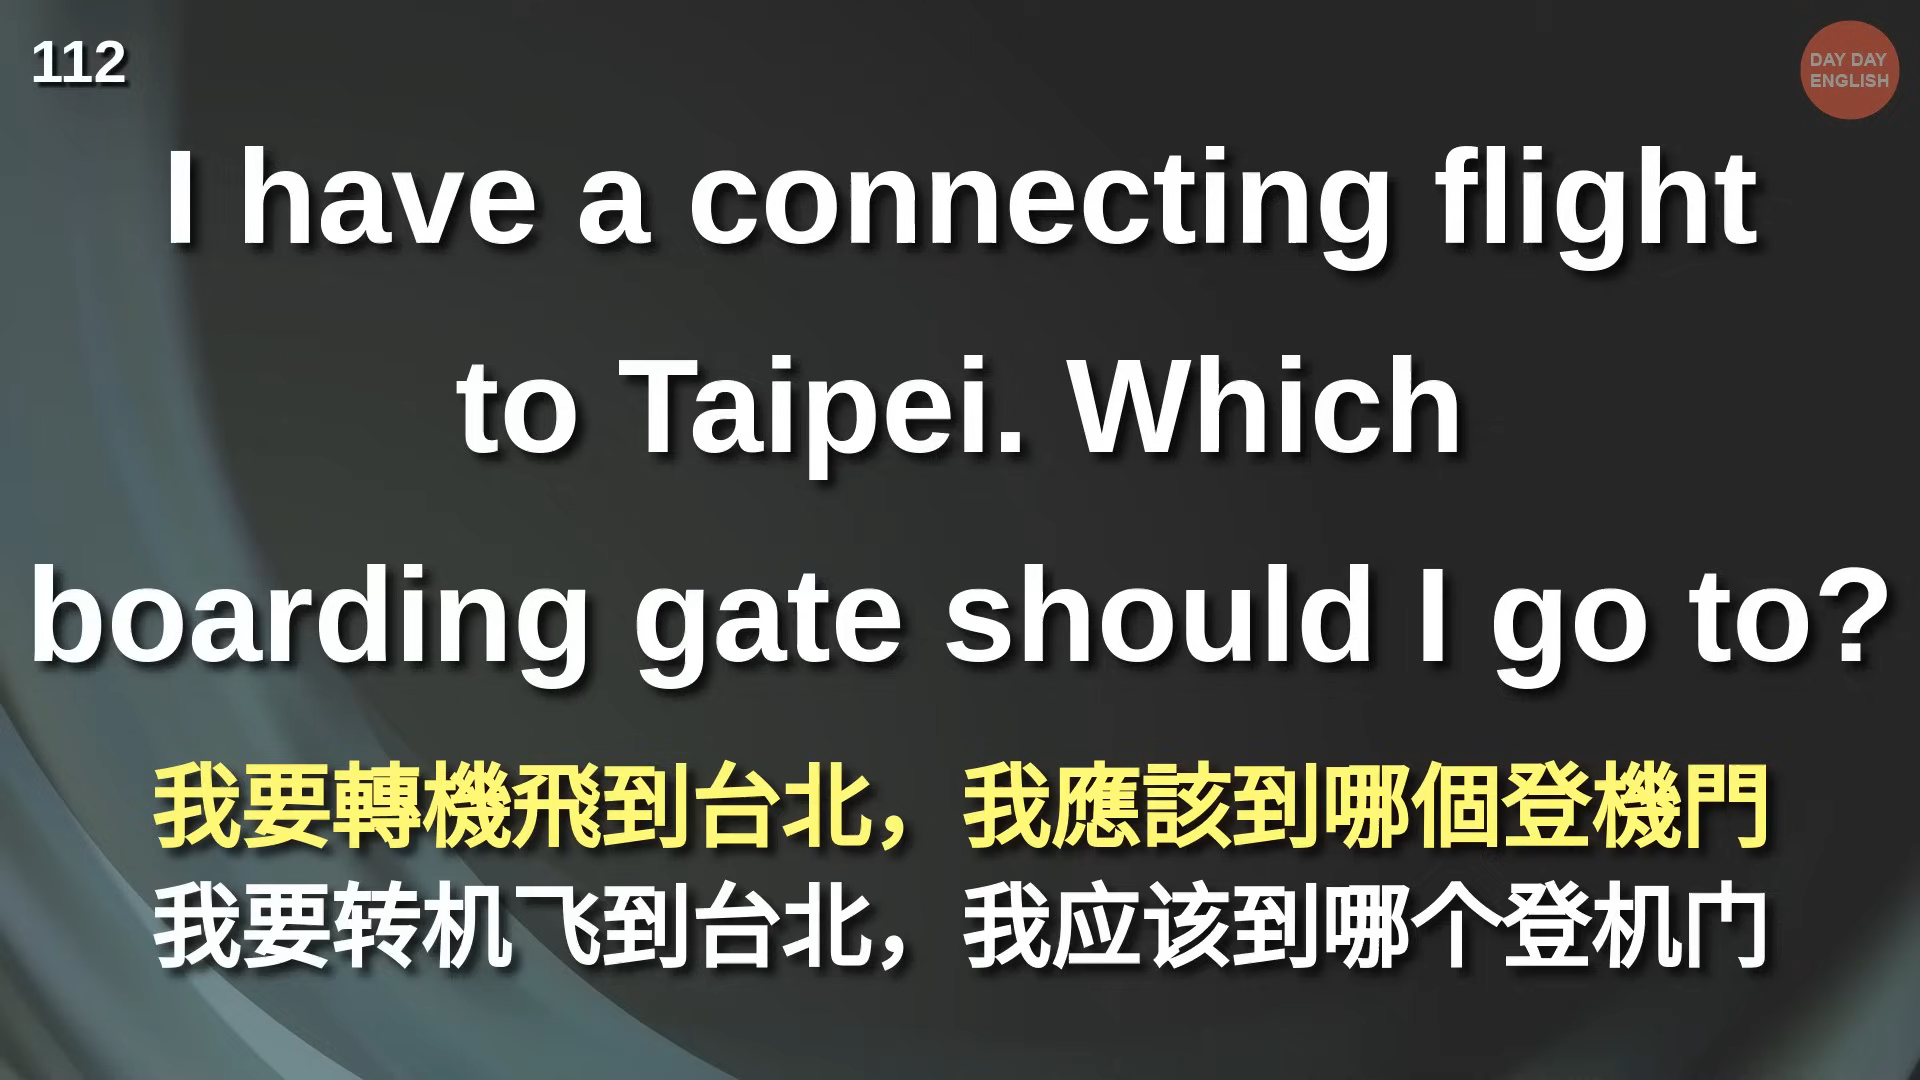 112
DAY DAY
ENGLISH
I have a connecting flight
to Taipei. Which
boarding gate should I go to?
我要轉機飛到台北，我應該到哪個登機門
我要转机飞到台北，我应该到哪个登机门